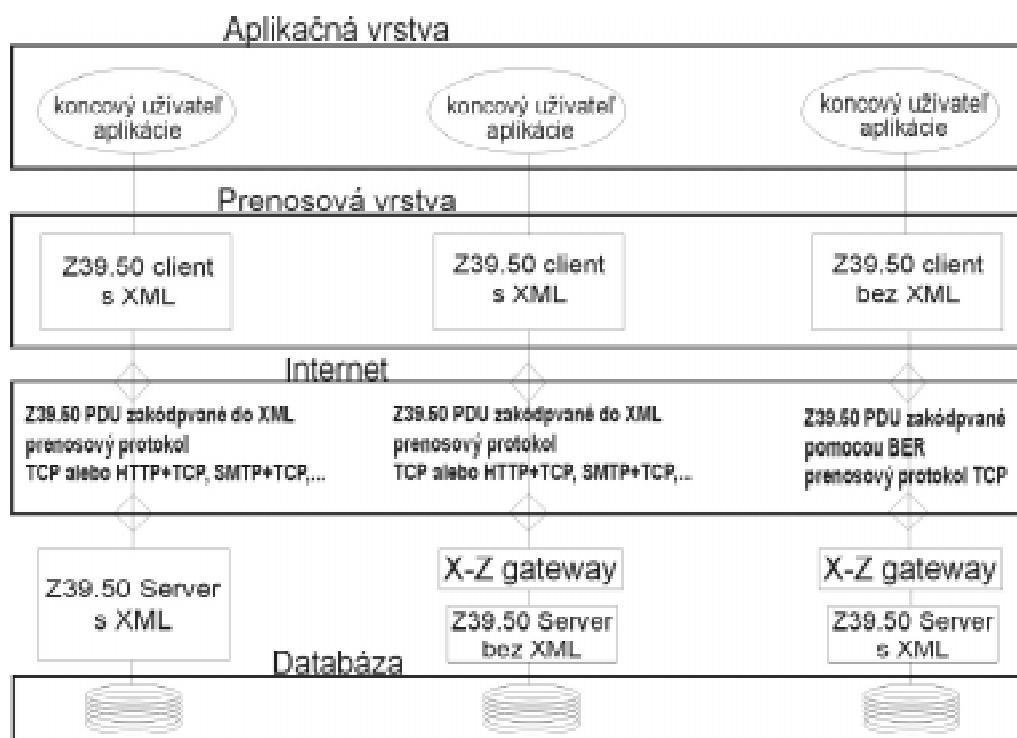 Aplikačná vrstva
koncový užívateľ
aplikácie
koncový užívateľ
aplikácie
koncový užívateľ
aplikácie
Prenosová vrstva
Z39.50 client
s XML
Z39.50 client
s XML
Z39.50 client
bez XML
Internet
Z39.50 PDU zakódpvané do XML
prenosový protokol
TCP alebo HTTP+TCP, SMTP+TCP,...
Z39.50 PDU zakódpvané do XML
prenosový protokol
TCP alebo HTTP+TCP, SMTP+TCP,...
Z39.50 PDU zakódpvané
pomocou BER
prenosový protokol TCP
Z39.50 Server
s XML
X-Z gateway
Z39.50 Server
bez XML
X-Z gateway
Z39.50 Server
s XML
Databáza